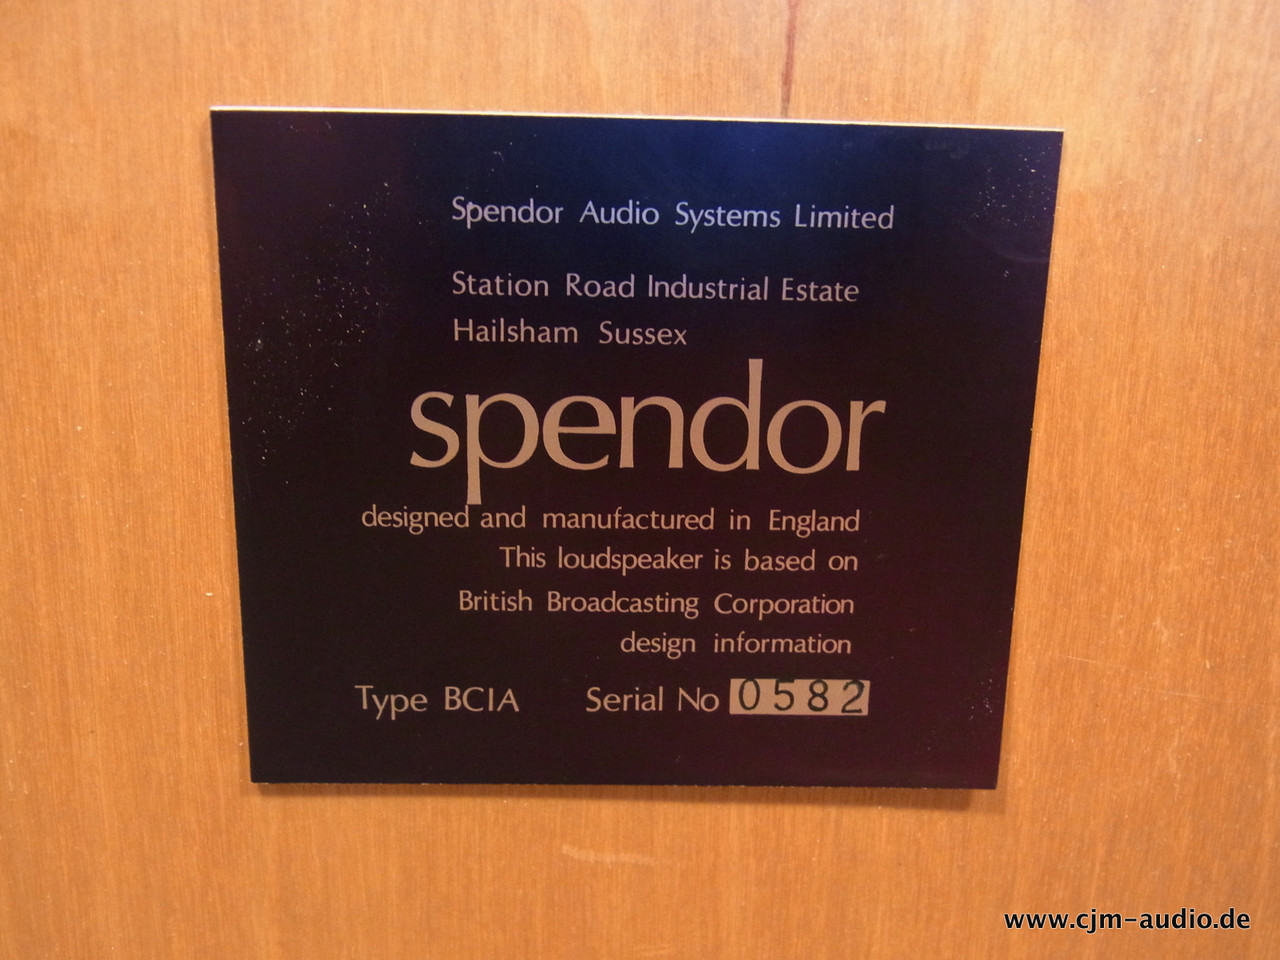 Spendor Audio Systems Limited
Station Road Industrial Estate
Hailsham Sussex
spendor
designed and manufactured in England
This loudspeaker is based on
British Broadcasting Corporation
design information
Type BC1A Serial No 0582
www.cjm-audio.de